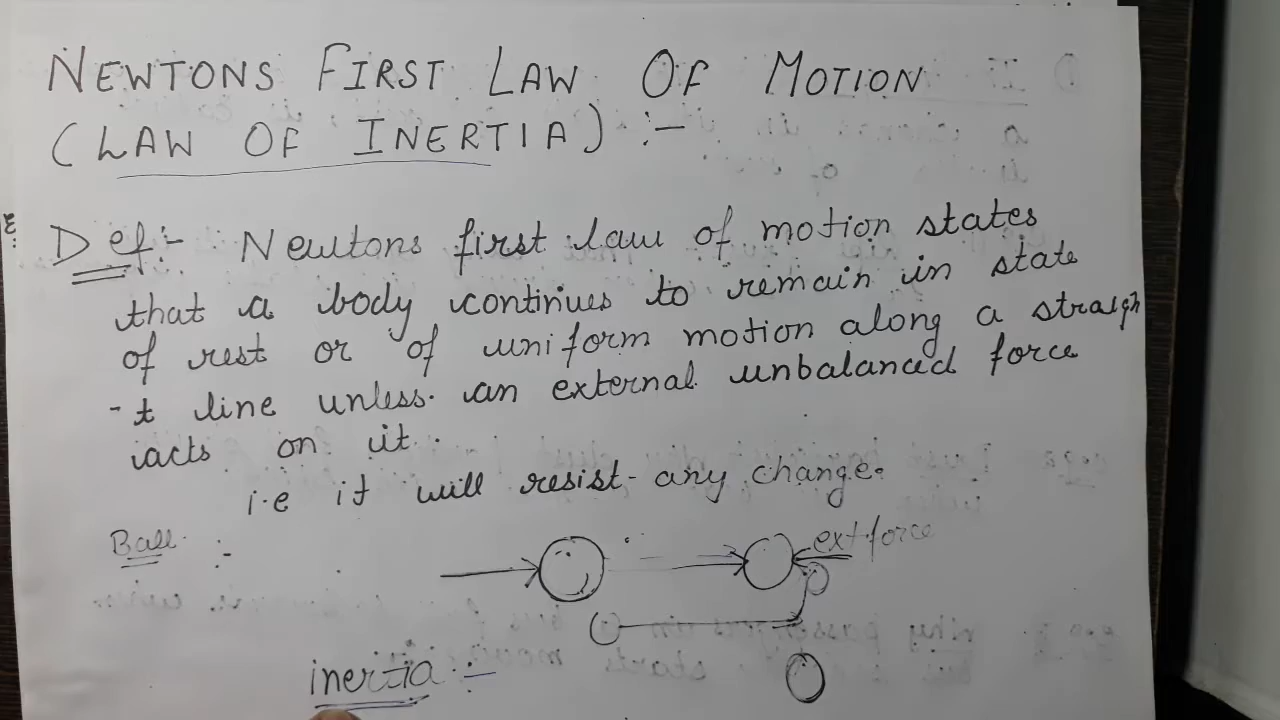 NEWTONS FIRST LAW OF MOTION
(LAW OF INERTIA) :-
Def:- Newtons first law of motion states
that a body continues to remain in state
of rest or of uniform motion along a straigh
-t line unless an external unbalanced force
acts on it.
i.e it will resist any change.
Ball :-
ext force
inertia :-